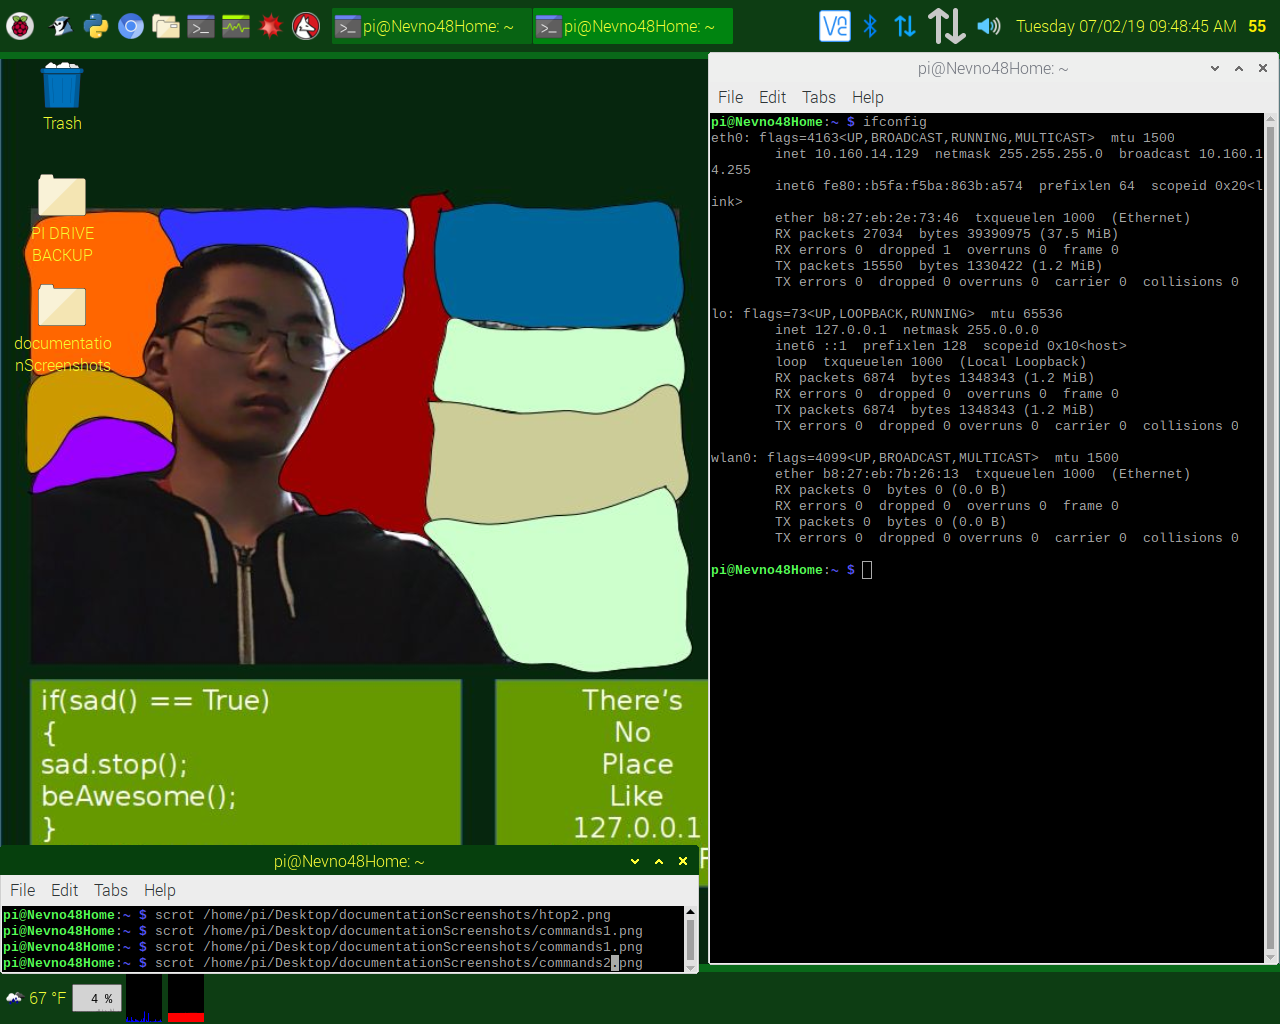 pi@Nevno48Home: ~
pi@Nevno48Home: ~
Tuesday 07/02/19 09:48:45 AM
55
Trash
PI DRIVE
BACKUP
documentatio
nScreenshots
if(sad() == True)
{
sad.stop();
beAwesome();
}
There's
No
Place
Like
127.0.0.1
pi@Nevno48Home: ~
File Edit Tabs Help
pi@Nevno48Home:~ $ ifconfig
eth0: flags=4163<UP,BROADCAST,RUNNING,MULTICAST>  mtu 1500
        inet 10.160.14.129  netmask 255.255.255.0  broadcast 10.160.1
4.255
        inet6 fe80::b5fa:f5ba:863b:a574  prefixlen 64  scopeid 0x20<l
ink>
        ether b8:27:eb:2e:73:46  txqueuelen 1000  (Ethernet)
        RX packets 27034  bytes 39390975 (37.5 MiB)
        RX errors 0  dropped 1  overruns 0  frame 0
        TX packets 15550  bytes 1330422 (1.2 MiB)
        TX errors 0  dropped 0 overruns 0  carrier 0  collisions 0
lo: flags=73<UP,LOOPBACK,RUNNING>  mtu 65536
        inet 127.0.0.1  netmask 255.0.0.0
        inet6 ::1  prefixlen 128  scopeid 0x10<host>
        loop  txqueuelen 1000  (Local Loopback)
        RX packets 6874  bytes 1348343 (1.2 MiB)
        RX errors 0  dropped 0  overruns 0  frame 0
        TX packets 6874  bytes 1348343 (1.2 MiB)
        TX errors 0  dropped 0 overruns 0  carrier 0  collisions 0
wlan0: flags=4099<UP,BROADCAST,MULTICAST>  mtu 1500
        ether b8:27:eb:7b:26:13  txqueuelen 1000  (Ethernet)
        RX packets 0  bytes 0 (0.0 B)
        RX errors 0  dropped 0  overruns 0  frame 0
        TX packets 0  bytes 0 (0.0 B)
        TX errors 0  dropped 0 overruns 0  carrier 0  collisions 0
pi@Nevno48Home:~ $
pi@Nevno48Home: ~
File Edit Tabs Help
pi@Nevno48Home:~ $ scrot /home/pi/Desktop/documentationScreenshots/htop2.png
pi@Nevno48Home:~ $ scrot /home/pi/Desktop/documentationScreenshots/commands1.png
pi@Nevno48Home:~ $ scrot /home/pi/Desktop/documentationScreenshots/commands1.png
pi@Nevno48Home:~ $ scrot /home/pi/Desktop/documentationScreenshots/commands2.png
67 °F
4 %